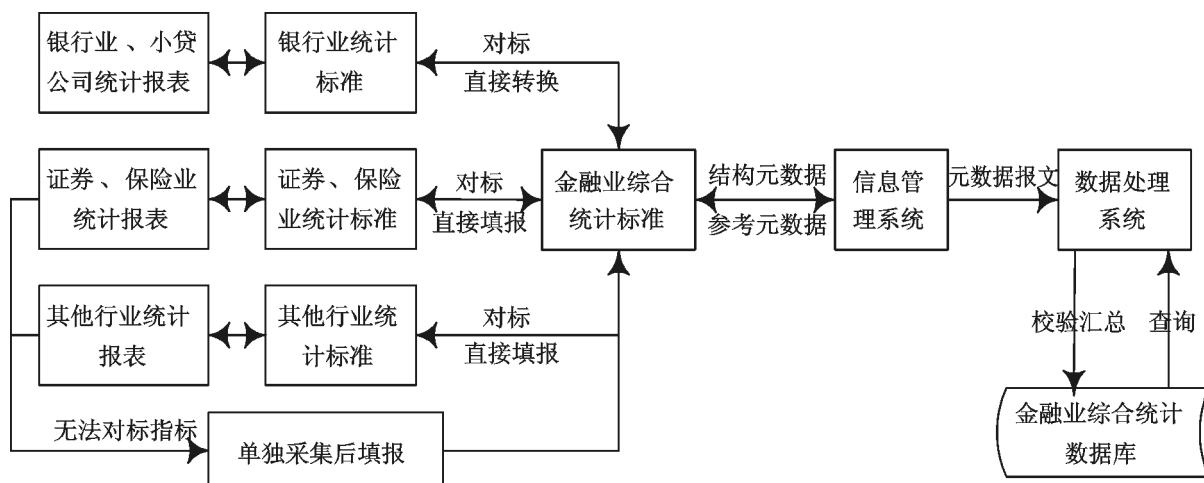 银行业、小贷
公司统计报表
银行业统计
标准
对标
直接转换
证券、保险业
统计报表
证券、保险
业统计标准
对标
直接填报
金融业综合
统计标准
结构元数据
参考元数据
信息管
理系统
元数据报文
数据处理
系统
其他行业统计
报表
其他行业统
计标准
对标
直接填报
校验汇总
查询
无法对标指标
单独采集后填报
金融业综合统计
数据库